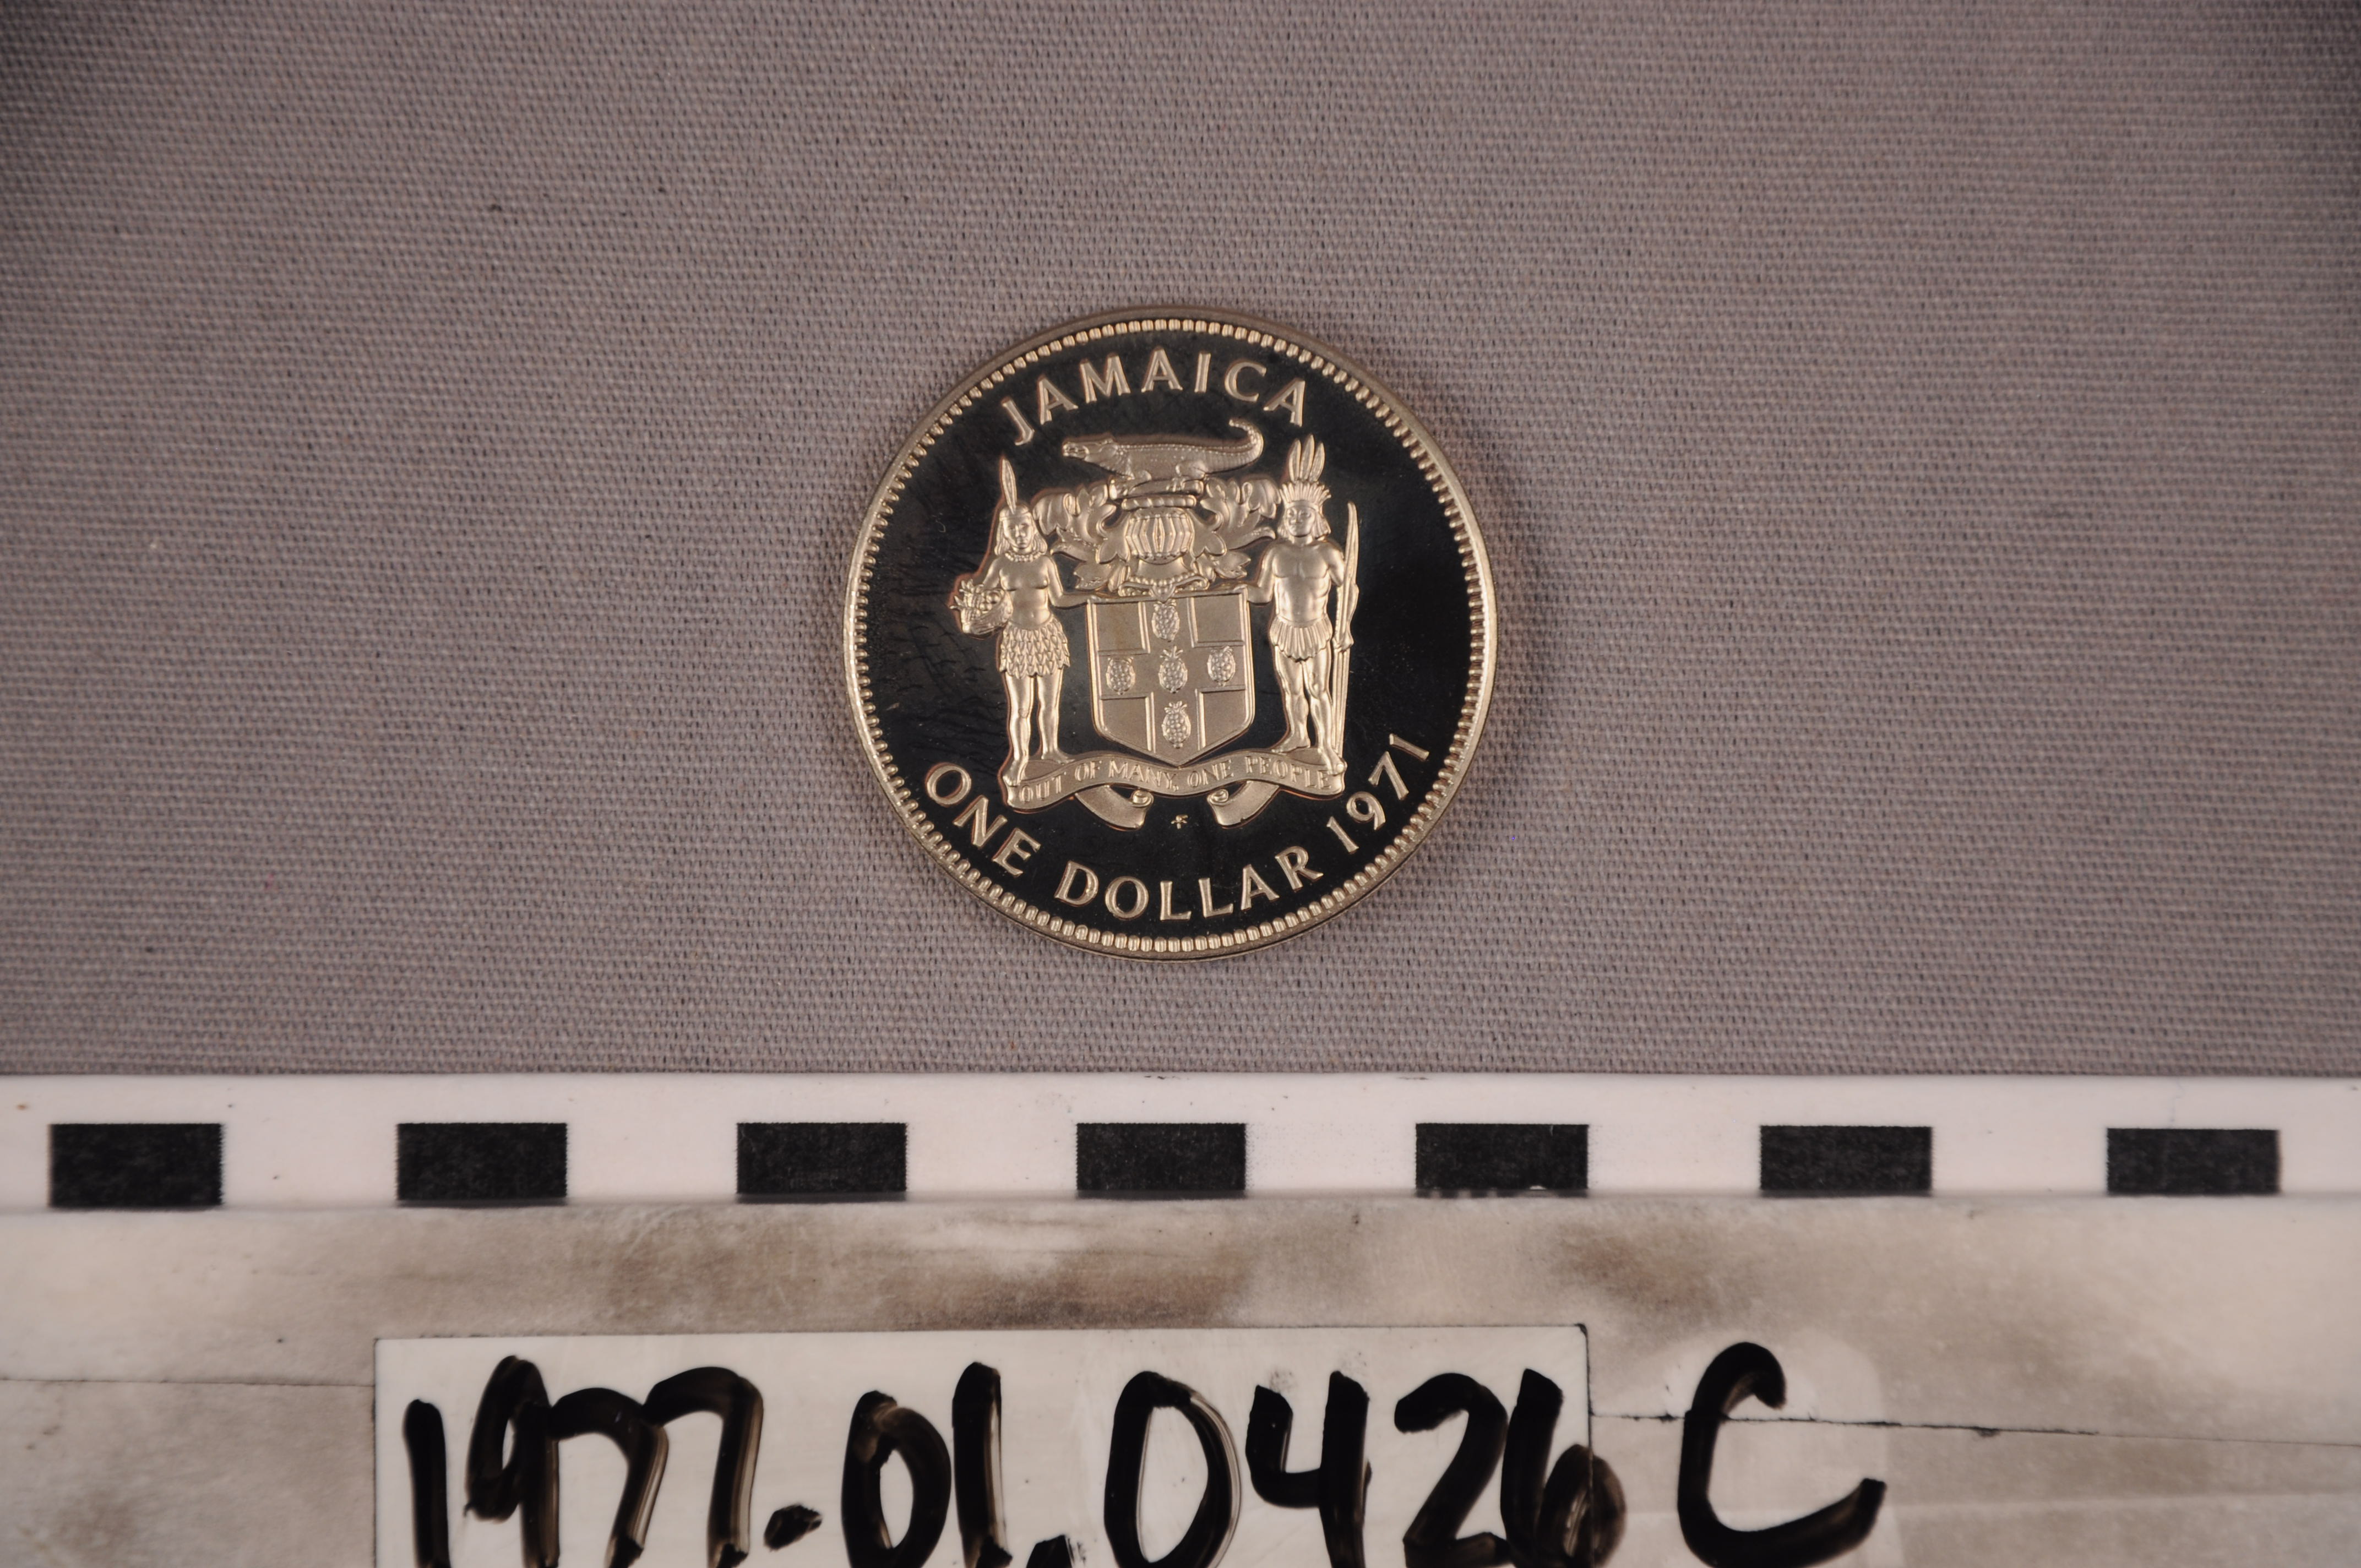 JAMAICA
OUT OF MANY, ONE PEOPLE
ONE DOLLAR 1971
1977.01.0426 C